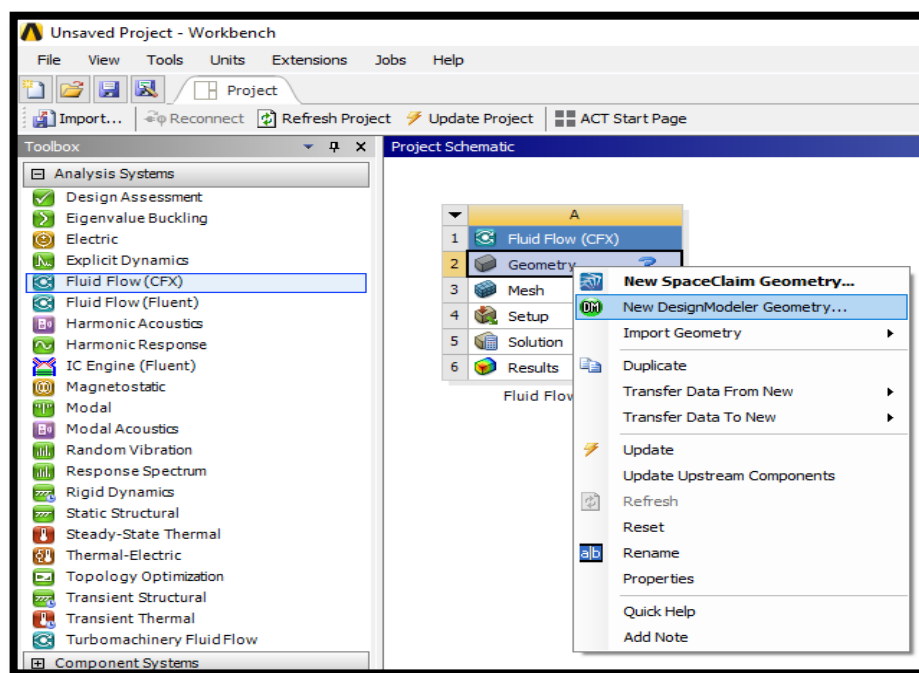 Unsaved Project - Workbench
File View Tools Units Extensions Jobs Help
Project
Import... Reconnect Refresh Project Update Project ACT Start Page
Toolbox
Analysis Systems
Design Assessment
Eigenvalue Buckling
Electric
Explicit Dynamics
Fluid Flow (CFX)
Fluid Flow (Fluent)
Harmonic Acoustics
Harmonic Response
IC Engine (Fluent)
Magnetostatic
Modal
Modal Acoustics
Random Vibration
Response Spectrum
Rigid Dynamics
Static Structural
Steady-State Thermal
Thermal-Electric
Topology Optimization
Transient Structural
Transient Thermal
Turbomachinery Fluid Flow
Component Systems
Project Schematic
A
1 Fluid Flow (CFX)
2 Geometry ?
3 Mesh
4 Setup
5 Solution
6 Results
Fluid Flow
New SpaceClaim Geometry...
DM New DesignModeler Geometry...
Import Geometry
Duplicate
Transfer Data From New
Transfer Data To New
Update
Update Upstream Components
Refresh
Reset
a|b Rename
Properties
Quick Help
Add Note